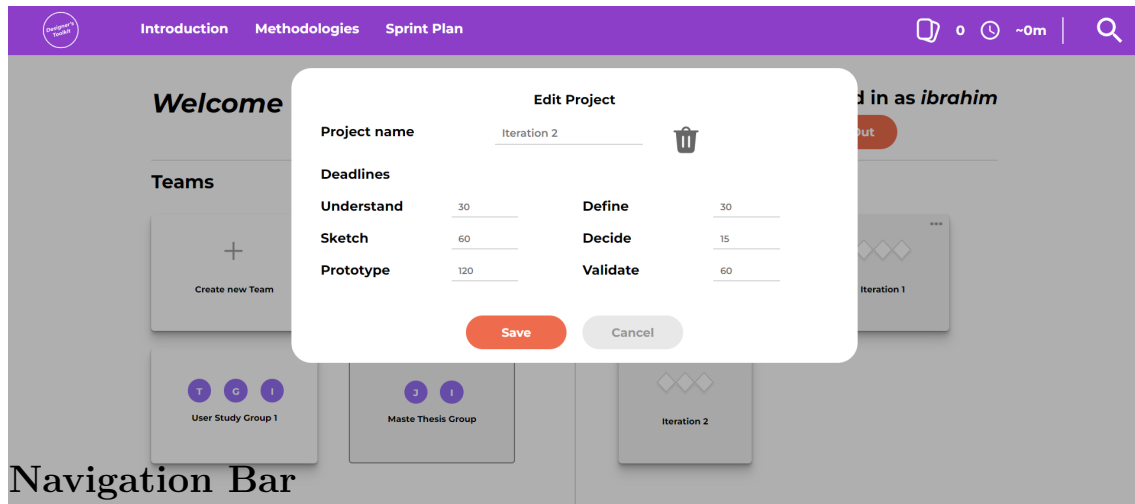 Designer's
Toolkit
Introduction Methodologies Sprint Plan
0 ~0m
Welcome
d in as ibrahim
Out
Edit Project
Project name Iteration 2
Deadlines
Understand 30 Define 30
Sketch 60 Decide 15
Prototype 120 Validate 60
Save Cancel
Teams
Create new Team
Iteration 1
T G I
User Study Group 1
J I
Maste Thesis Group
Iteration 2
Navigation Bar